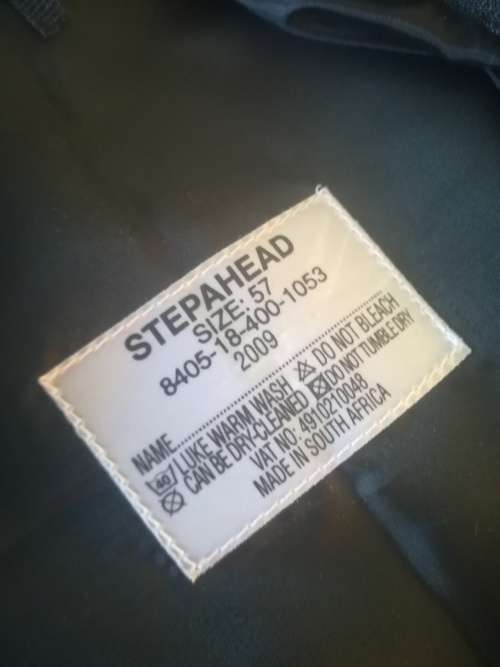 STEPAHEAD
SIZE: 57
8405-18-400-1053
2009
NAME..............................
40 / LUKE WARM WASH DO NOT BLEACH
CAN BE DRY-CLEANED DO NOT TUMBLE DRY
VAT NO: 4910210048
MADE IN SOUTH AFRICA